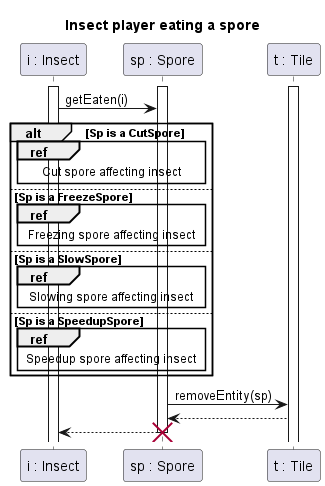 Insect player eating a spore
i : Insect
sp : Spore
t : Tile
getEaten(i)
alt
[Sp is a CutSpore]
ref
Cut spore affecting insect
[Sp is a FreezeSpore]
ref
Freezing spore affecting insect
[Sp is a SlowSpore]
ref
Slowing spore affecting insect
[Sp is a SpeedupSpore]
ref
Speedup spore affecting insect
removeEntity(sp)
i : Insect
sp : Spore
t : Tile